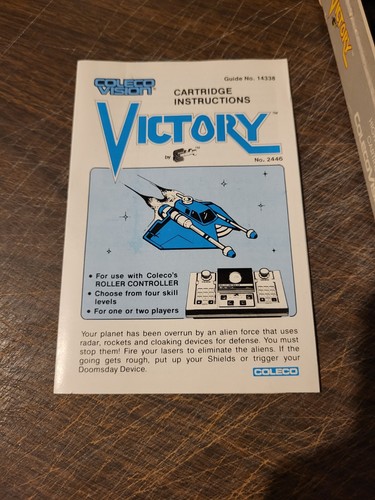 COLECO
VISION
Guide No. 14338
CARTRIDGE
INSTRUCTIONS
VICTORY™
by
No. 2446
• For use with Coleco's
ROLLER CONTROLLER
• Choose from four skill
levels
• For one or two players
Your planet has been overrun by an alien force that uses
radar, rockets and cloaking devices for defense. You must
stop them! Fire your lasers to eliminate the aliens. If the
going gets rough, put up your Shields or trigger your
Doomsday Device.
COLECO
VICTORY